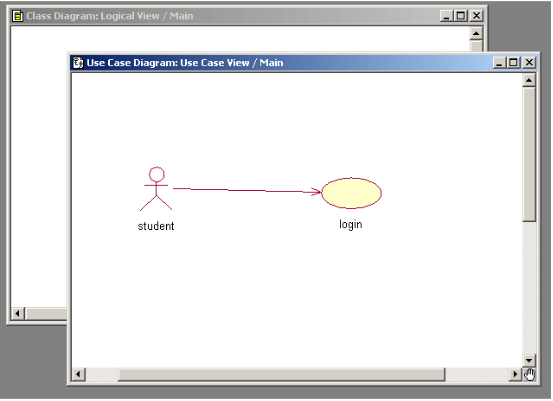 Class Diagram: Logical View / Main
Use Case Diagram: Use Case View / Main
student
login